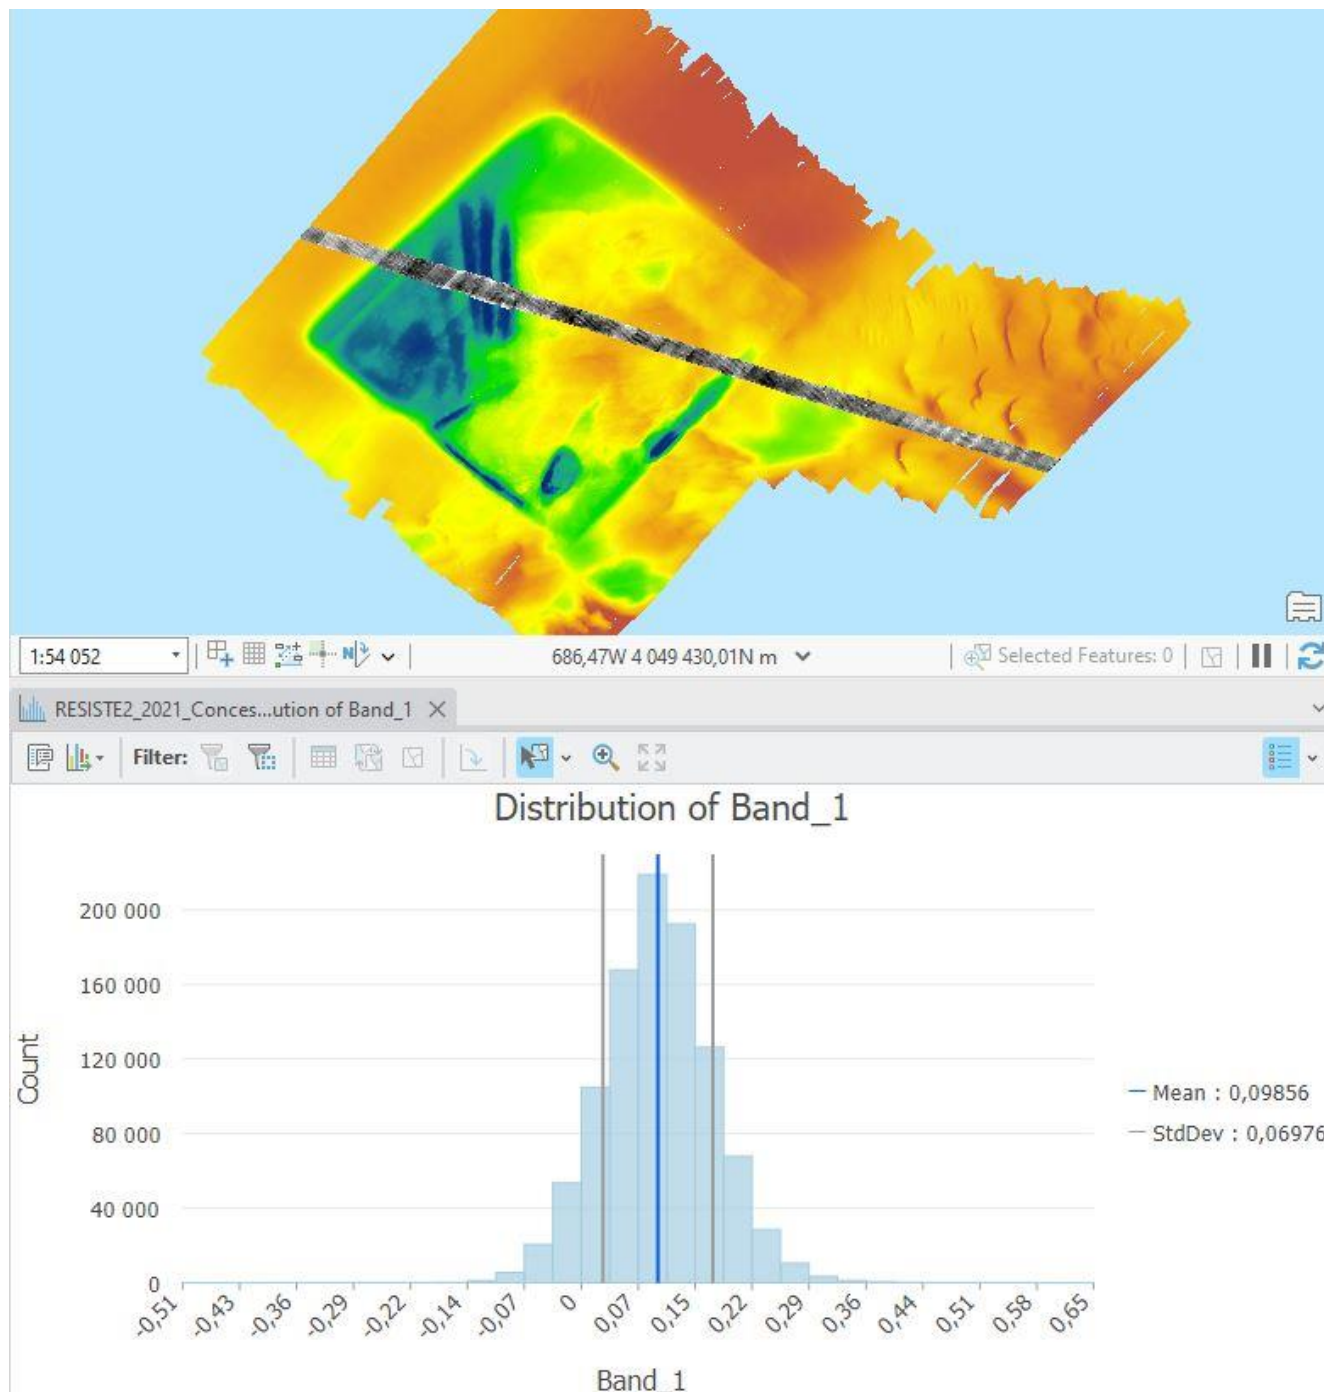 1:54 052
686,47W 4 049 430,01N m
Selected Features: 0
RESISTE2_2021_Conces...ution of Band_1
Filter:
Distribution of Band_1
Count
200 000
160 000
120 000
80 000
40 000
0
-0,51 -0,43 -0,36 -0,29 -0,22 -0,14 -0,07 0 0,07 0,15 0,22 0,29 0,36 0,44 0,51 0,58 0,65
Band_1
Mean : 0,09856
StdDev : 0,06976